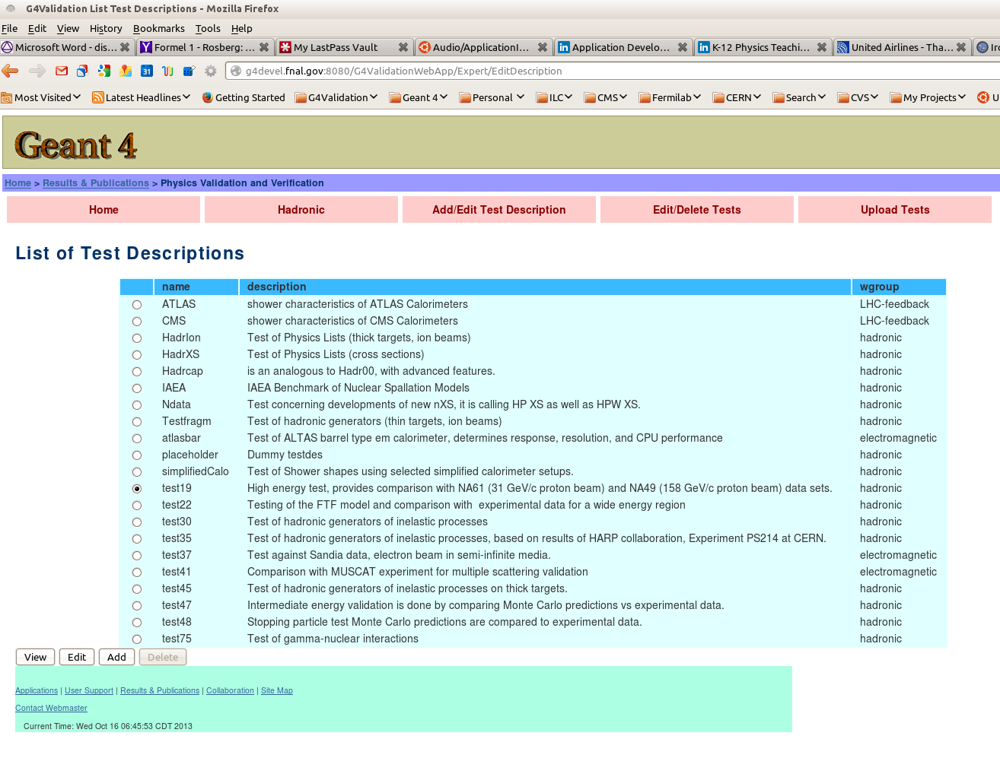 G4Validation List Test Descriptions - Mozilla Firefox
File Edit View History Bookmarks Tools Help
Microsoft Word - dis... Formel 1 - Rosberg: ... My LastPass Vault Audio/ApplicationI... Application Develo... K-12 Physics Teachi... United Airlines - Tha... Iro
g4devel.fnal.gov:8080/G4ValidationWebApp/Expert/EditDescription
Most Visited Latest Headlines Getting Started G4Validation Geant 4 Personal ILC CMS Fermilab CERN Search CVS My Projects U
Geant 4
Home > Results & Publications > Physics Validation and Verification
Home Hadronic Add/Edit Test Description Edit/Delete Tests Upload Tests
List of Test Descriptions
name description wgroup
ATLAS shower characteristics of ATLAS Calorimeters LHC-feedback
CMS shower characteristics of CMS Calorimeters LHC-feedback
HadrIon Test of Physics Lists (thick targets, ion beams) hadronic
HadrXS Test of Physics Lists (cross sections) hadronic
Hadrcap is an analogous to Hadr00, with advanced features. hadronic
IAEA IAEA Benchmark of Nuclear Spallation Models hadronic
Ndata Test concerning developments of new nXS, it is calling HP XS as well as HPW XS. hadronic
Testfragm Test of hadronic generators (thin targets, ion beams) hadronic
atlasbar Test of ALTAS barrel type em calorimeter, determines response, resolution, and CPU performance electromagnetic
placeholder Dummy testdes hadronic
simplifiedCalo Test of Shower shapes using selected simplified calorimeter setups. hadronic
test19 High energy test, provides comparison with NA61 (31 GeV/c proton beam) and NA49 (158 GeV/c proton beam) data sets. hadronic
test22 Testing of the FTF model and comparison with experimental data for a wide energy region hadronic
test30 Test of hadronic generators of inelastic processes hadronic
test35 Test of hadronic generators of inelastic processes, based on results of HARP collaboration, Experiment PS214 at CERN. hadronic
test37 Test against Sandia data, electron beam in semi-infinite media. electromagnetic
test41 Comparison with MUSCAT experiment for multiple scattering validation electromagnetic
test45 Test of hadronic generators of inelastic processes on thick targets. hadronic
test47 Intermediate energy validation is done by comparing Monte Carlo predictions vs experimental data. hadronic
test48 Stopping particle test Monte Carlo predictions are compared to experimental data. hadronic
test75 Test of gamma-nuclear interactions hadronic
View Edit Add Delete
Applications | User Support | Results & Publications | Collaboration | Site Map
Contact Webmaster
Current Time: Wed Oct 16 06:45:53 CDT 2013